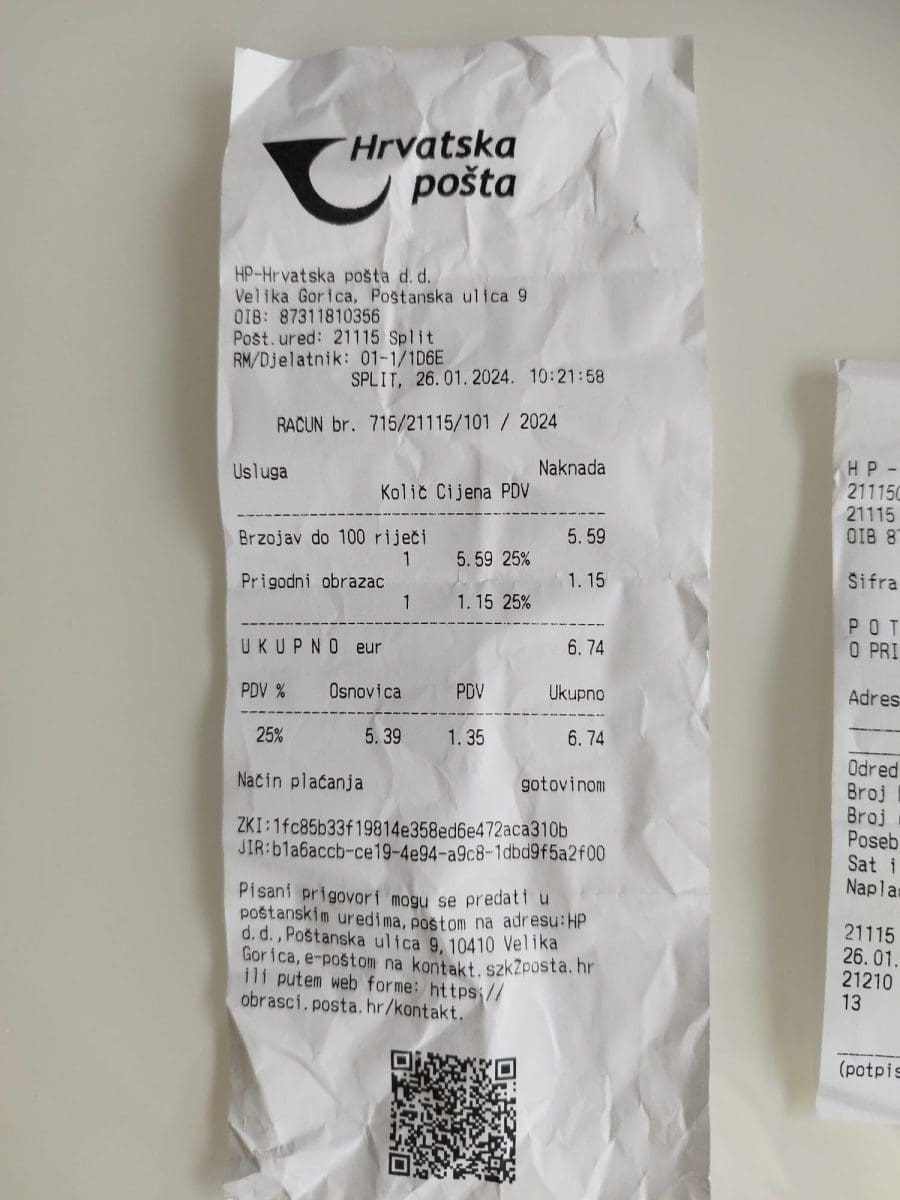 Hrvatska
pošta
HP-Hrvatska pošta d.d.
Velika Gorica, Poštanska ulica 9
OIB: 87311810356
Pošt.ured: 21115 Split
RM/Djelatnik: 01-1/1D6E
SPLIT, 26.01.2024. 10:21:58
RAČUN br. 715/21115/101 / 2024
Usluga Naknada
Količ Cijena PDV
Brzojav do 100 riječi 5.59
1 5.59 25%
Prigodni obrazac 1.15
1 1.15 25%
U K U P N O eur 6.74
PDV % Osnovica PDV Ukupno
25% 5.39 1.35 6.74
Način plaćanja gotovinom
ZKI:1fc85b33f19814e358ed6e472aca310b
JIR:b1a6accb-ce19-4e94-a9c8-1dbd9f5a2f00
Pisani prigovori mogu se predati u
poštanskim uredima,poštom na adresu:HP
d.d.,Poštanska ulica 9,10410 Velika
Gorica,e-poštom na kontakt.szkŽposta.hr
ili putem web forme: https://
obrasci.posta.hr/kontakt.
H P -
21115
21115
OIB 8
Šifra
P O T
O PRI
Adres
Odred
Broj
Broj
Poseb
Sat i
Napla
21115
26.01.
21210
13
(potpis